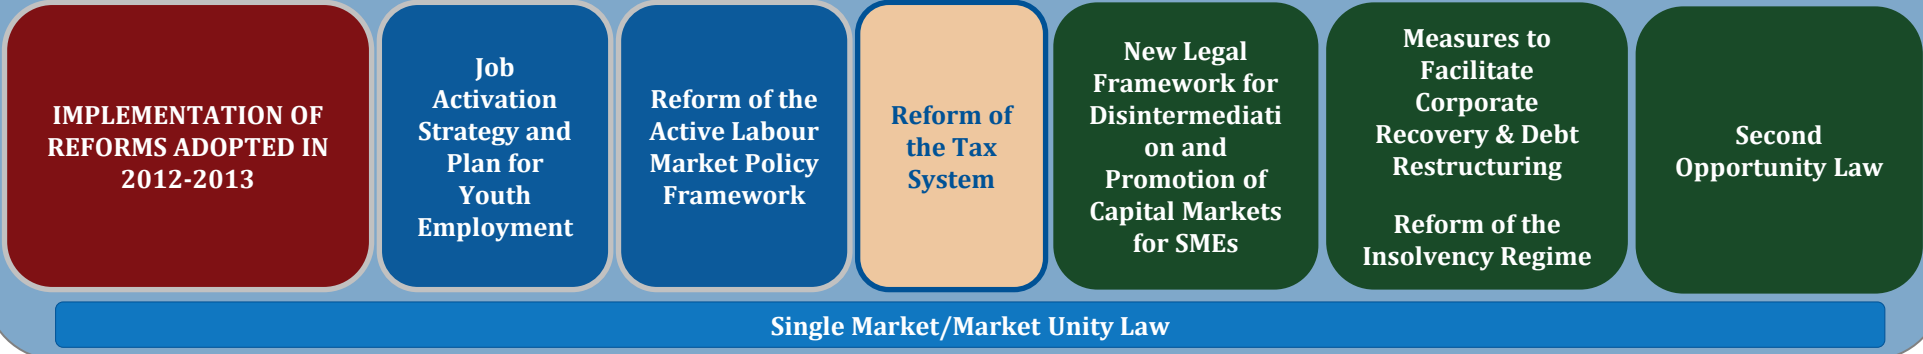 IMPLEMENTATION OF
REFORMS ADOPTED IN
2012-2013
Job
Activation
Strategy and
Plan for
Youth
Employment
Reform of the
Active Labour
Market Policy
Framework
Reform of
the Tax
System
New Legal
Framework for
Disintermediati
on and
Promotion of
Capital Markets
for SMEs
Measures to
Facilitate
Corporate
Recovery & Debt
Restructuring
Reform of the
Insolvency Regime
Second
Opportunity Law
Single Market/Market Unity Law